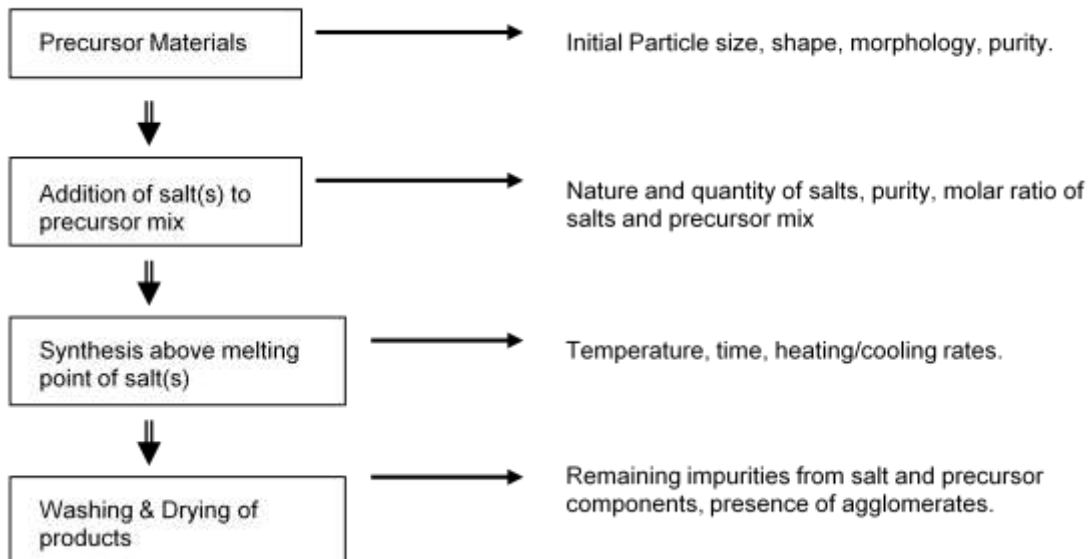 Precursor Materials
Initial Particle size, shape, morphology, purity.
Addition of salt(s) to
precursor mix
Nature and quantity of salts, purity, molar ratio of
salts and precursor mix
Synthesis above melting
point of salt(s)
Temperature, time, heating/cooling rates.
Washing & Drying of
products
Remaining impurities from salt and precursor
components, presence of agglomerates.